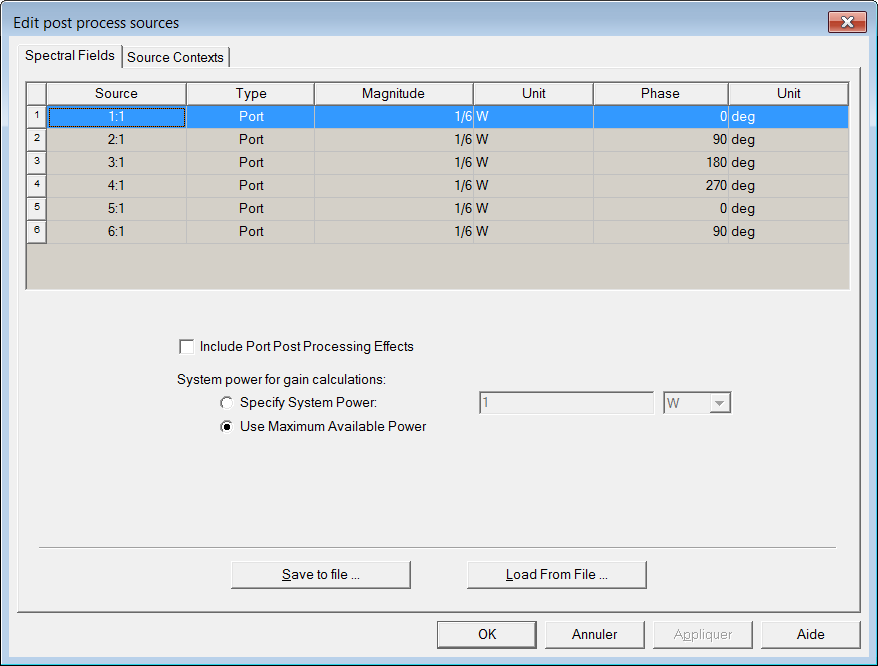 Edit post process sources
Spectral Fields Source Contexts
Source Type Magnitude Unit Phase Unit
1 1:1 Port 1/6 W 0 deg
2 2:1 Port 1/6 W 90 deg
3 3:1 Port 1/6 W 180 deg
4 4:1 Port 1/6 W 270 deg
5 5:1 Port 1/6 W 0 deg
6 6:1 Port 1/6 W 90 deg
Include Port Post Processing Effects
System power for gain calculations:
Specify System Power: 1 W
Use Maximum Available Power
Save to file ... Load From File ...
OK Annuler Appliquer Aide